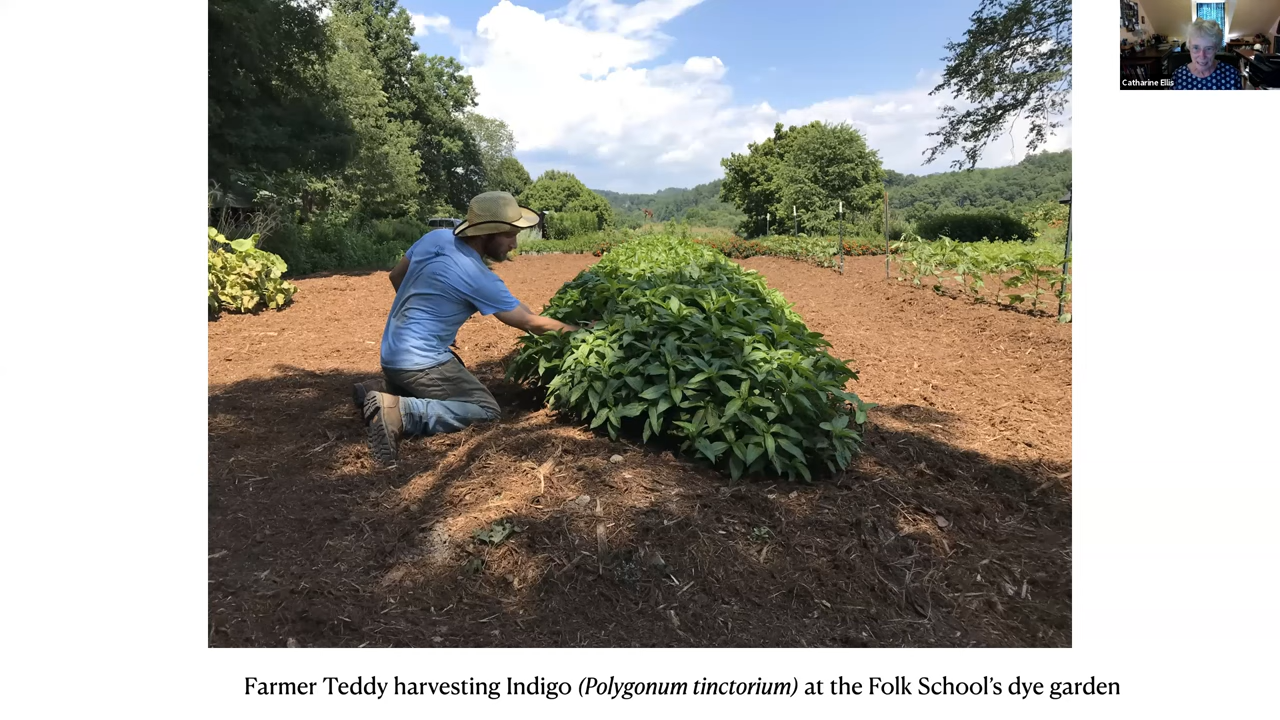 Catharine Ellis
Farmer Teddy harvesting Indigo (Polygonum tinctorium) at the Folk School’s dye garden